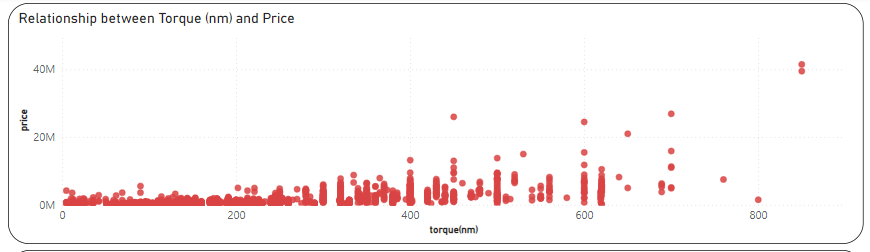 Relationship between Torque (nm) and Price
40M
20M
0M
price
0 200 400 600 800
torque(nm)